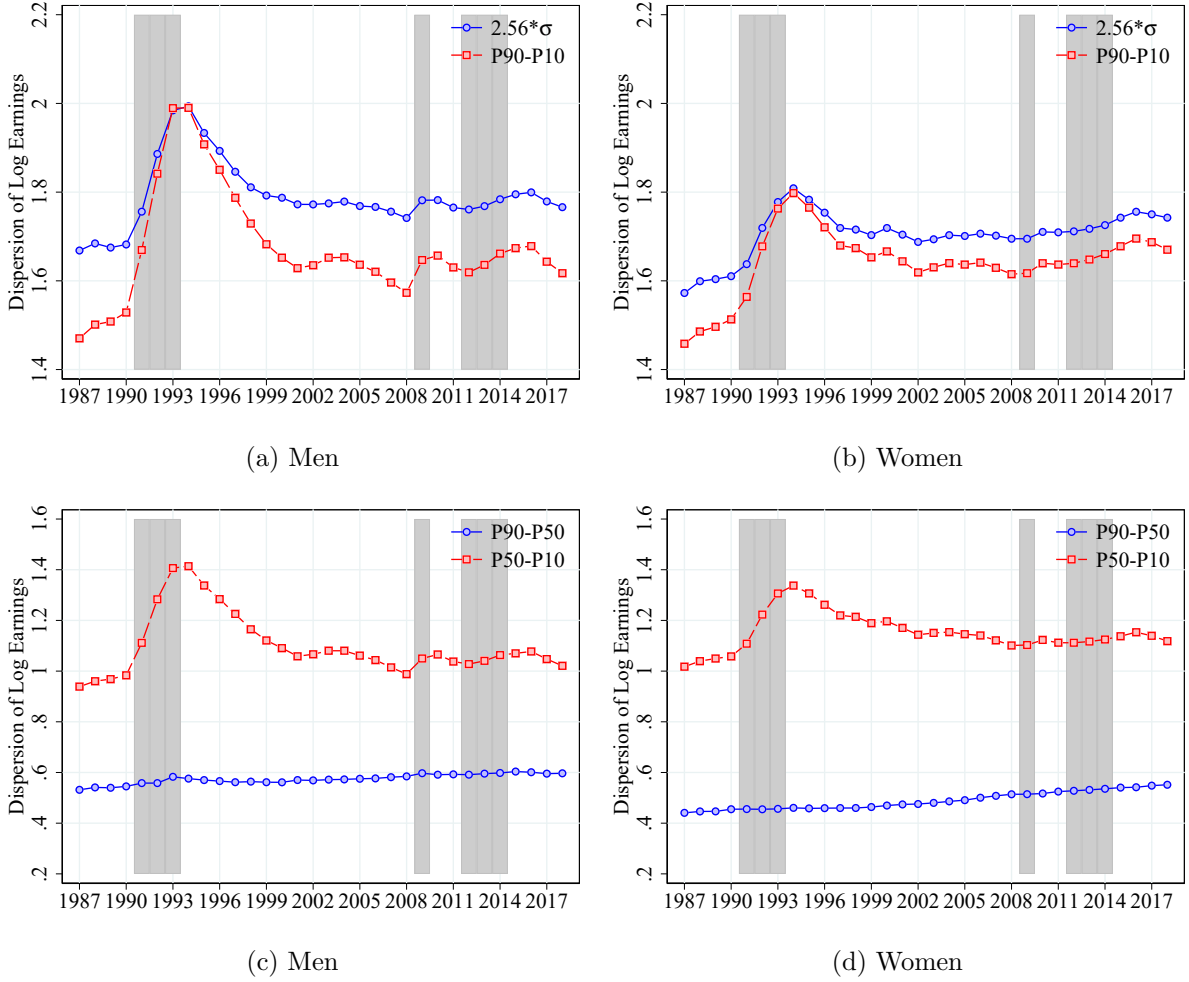 Dispersion of Log Earnings
2.2
2
1.8
1.6
1.4
2.56*σ
P90-P10
1987 1990 1993 1996 1999 2002 2005 2008 2011 2014 2017
(a) Men
Dispersion of Log Earnings
2.2
2
1.8
1.6
1.4
2.56*σ
P90-P10
1987 1990 1993 1996 1999 2002 2005 2008 2011 2014 2017
(b) Women
Dispersion of Log Earnings
1.6
1.4
1.2
1
.8
.6
.4
.2
P90-P50
P50-P10
1987 1990 1993 1996 1999 2002 2005 2008 2011 2014 2017
(c) Men
Dispersion of Log Earnings
1.6
1.4
1.2
1
.8
.6
.4
.2
P90-P50
P50-P10
1987 1990 1993 1996 1999 2002 2005 2008 2011 2014 2017
(d) Women